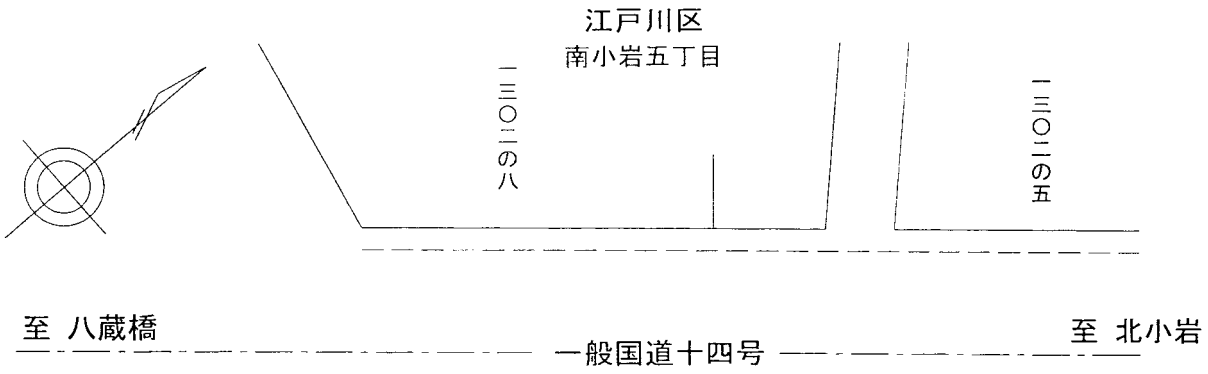 江戸川区
南小岩五丁目
一三〇二の八
一三〇二の五
至 八蔵橋
至 北小岩
一般国道十四号